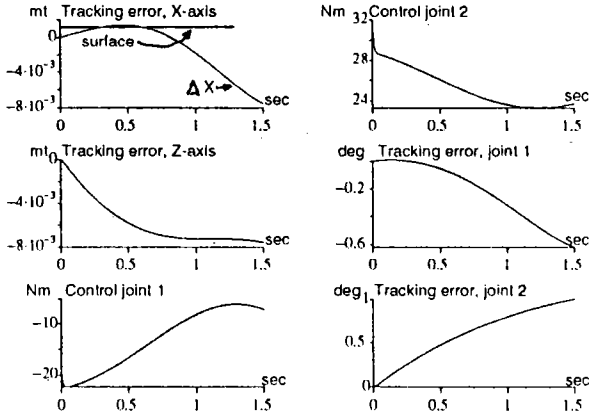 mt Tracking error, X-axis
0
surface
−4·10⁻³
ΔX
−8·10⁻³
sec
0 0.5 1 1.5
Nm Control joint 2
32
28
24
sec
0 0.5 1 1.5
mt Tracking error, Z-axis
0
−4·10⁻³
−8·10⁻³
sec
0 0.5 1 1.5
deg Tracking error, joint 1
−0.2
−0.6
sec
0 0.5 1 1.5
Nm Control joint 1
−10
−20
sec
0 0.5 1 1.5
deg Tracking error, joint 2
1
0.5
0
sec
0 0.5 1 1.5